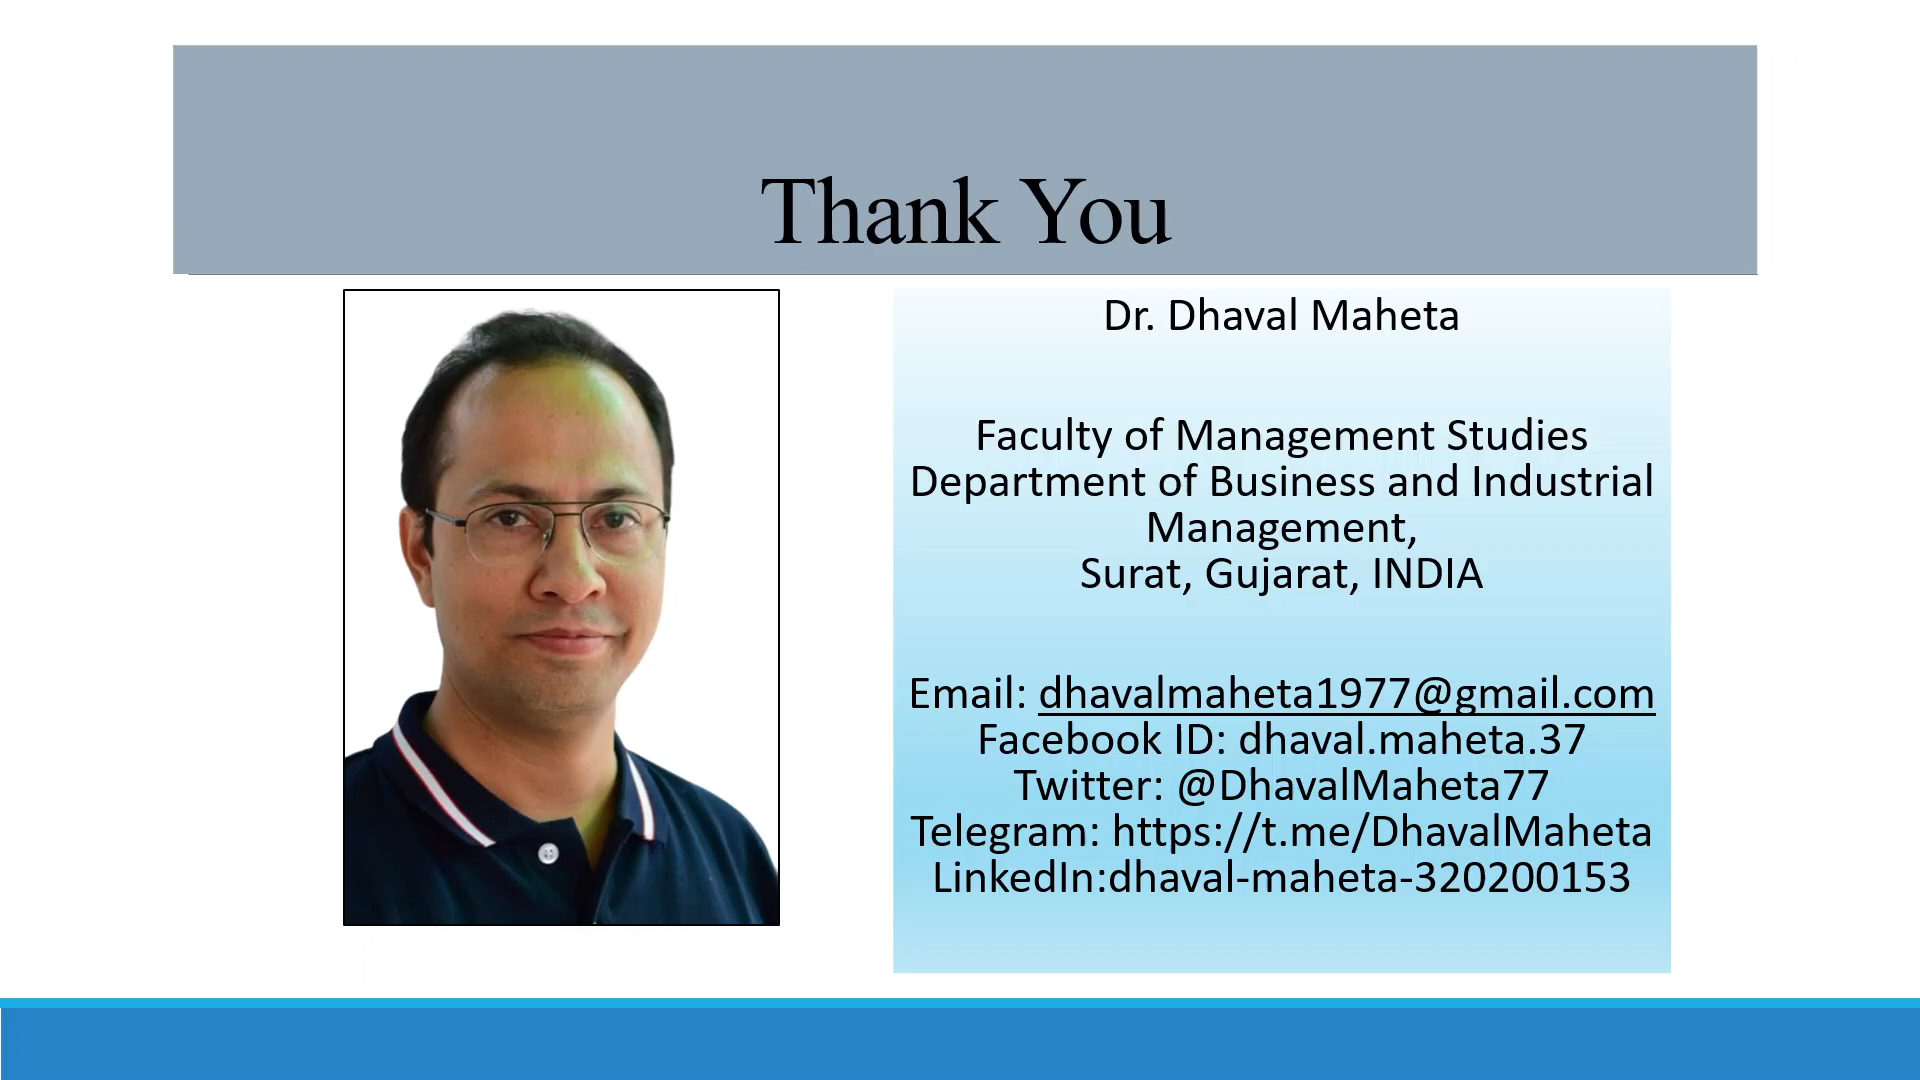 Thank You
Dr. Dhaval Maheta
Faculty of Management Studies
Department of Business and Industrial
Management,
Surat, Gujarat, INDIA
Email: dhavalmaheta1977@gmail.com
Facebook ID: dhaval.maheta.37
Twitter: @DhavalMaheta77
Telegram: https://t.me/DhavalMaheta
LinkedIn:dhaval-maheta-320200153